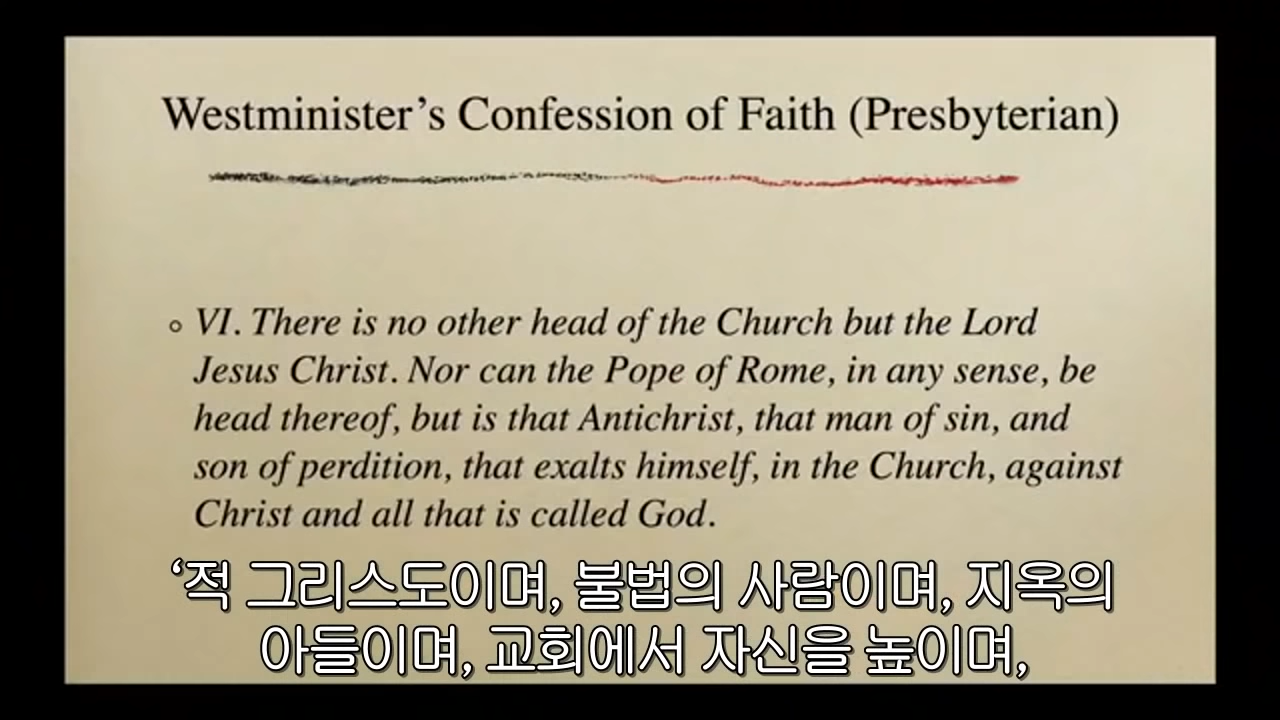 Westminister’s Confession of Faith (Presbyterian)
VI. There is no other head of the Church but the Lord
Jesus Christ. Nor can the Pope of Rome, in any sense, be
head thereof, but is that Antichrist, that man of sin, and
son of perdition, that exalts himself, in the Church, against
Christ and all that is called God.
‘적 그리스도이며, 불법의 사람이며, 지옥의
아들이며, 교회에서 자신을 높이며,